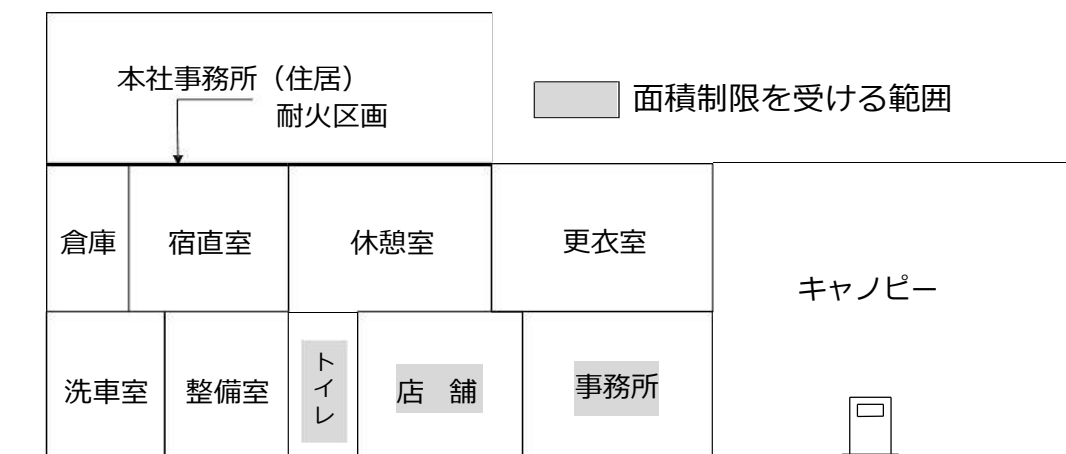 本社事務所（住居）
耐火区画
面積制限を受ける範囲
倉庫
宿直室
休憩室
更衣室
キャノピー
洗車室
整備室
トイレ
店　舗
事務所